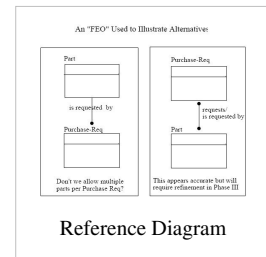 An "FEO" Used to Illustrate Alternatives
Part
is requested by
Purchase-Req
Don't we allow multiple
parts per Purchase Req?
Purchase-Req
requests/
is requested by
Part
This appears accurate but will
require refinement in Phase III
Reference Diagram